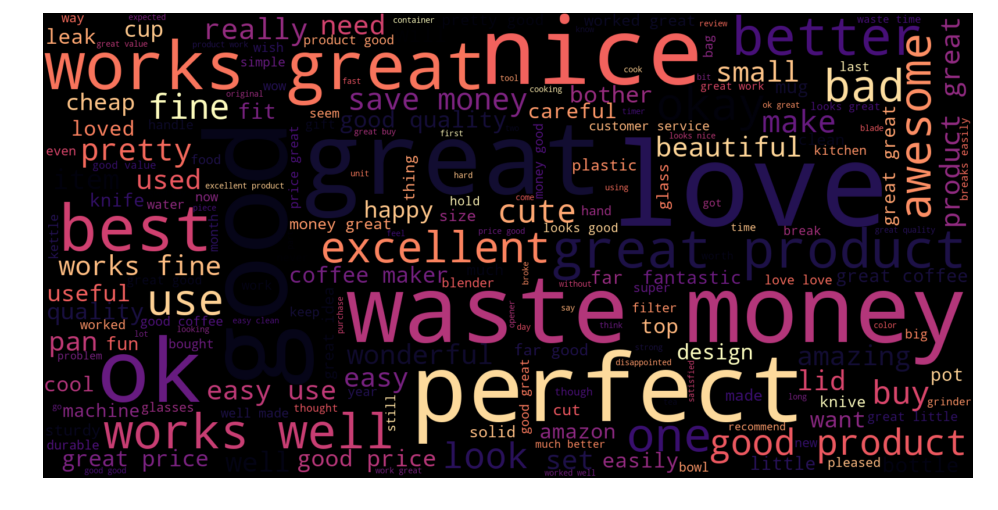 way
expected
cup
really need
container
worked great
review
waste time
great value
product work
wish
product good
leak
simple
works great
nice
better
bag
awesome
product great
wow
original
fast
tool
cook
cooking
bit
great work
small
last
bad
mug
ok great
looks great
cheap
fine
fit
save money
bother
seem
good quality
careful
timer
make
loved
great buy
first
customer service
blade
looks nice
even
pretty
price great
great
love
beautiful
kitchen
great great
breaks easily
good value
food
used
excellent product
unit
hard
money good
using
plastic
glass
thing
knife
water
now
piece
month
happy
hold
size
come
cute
hand
got
best
kettle
good
money great
feel
price good
looks good
time
break
great quality
works fine
excellent
great product
coffee maker
blender
broke
without
far fantastic
super
love love
great coffee
useful
use
quality
easy clean
keep
purchase
waste money
opener
day
say
think
filter
top
color
big
worked
good coffee
looking
lot
pan
fun
bought
problem
wonderful
far good
strong
disappointed
design
amazing
ok
cool
easy use
easy
year
still
perfect
satisfied
though
made
long
lid
buy
pot
knive
grinder
go
machine
glasses
well made
thought
good great
cut
amazon
want
great little
sturdy
durable
works well
well
solid
much better
one
recommend
new
good product
great price
good price
look
set
easily
bowl
little
pleased
good good
work great
worked well